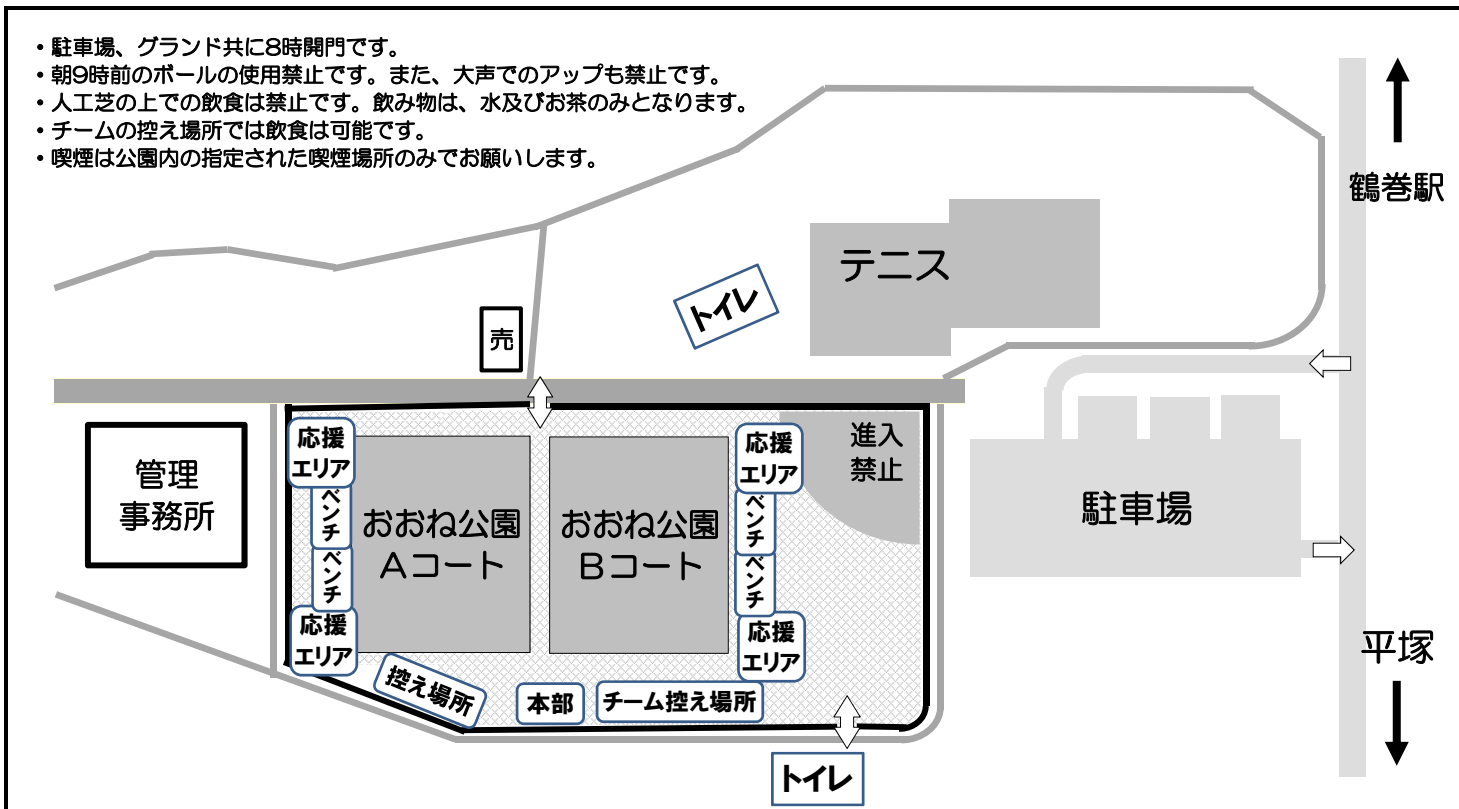 ・駐車場、グランド共に8時開門です。
・朝9時前のボールの使用禁止です。また、大声でのアップも禁止です。
・人工芝の上での飲食は禁止です。飲み物は、水及びお茶のみとなります。
・チームの控え場所では飲食は可能です。
・喫煙は公園内の指定された喫煙場所のみでお願いします。
鶴巻駅
テニス
トイレ
売
応援
エリア
応援
エリア
進入
禁止
管理
事務所
ベンチ
おおね公園
Aコート
おおね公園
Bコート
ベンチ
駐車場
ベンチ
ベンチ
応援
エリア
応援
エリア
平塚
控え場所
本部
チーム控え場所
トイレ